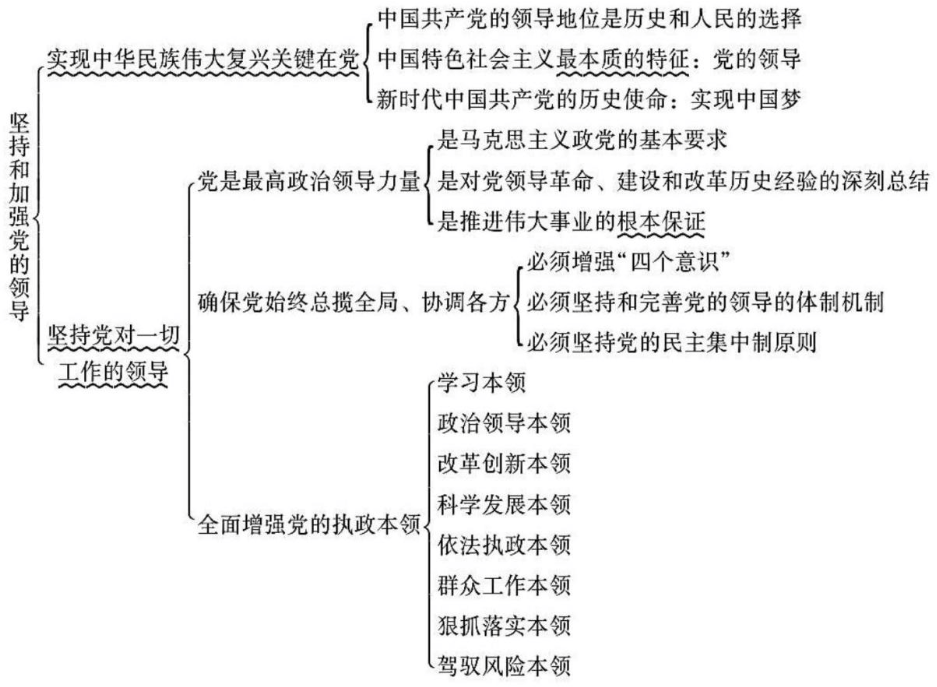 坚持和加强党的领导
实现中华民族伟大复兴关键在党
中国共产党的领导地位是历史和人民的选择
中国特色社会主义最本质的特征：党的领导
新时代中国共产党的历史使命：实现中国梦
坚持党对一切
工作的领导
党是最高政治领导力量
是马克思主义政党的基本要求
是对党领导革命、建设和改革历史经验的深刻总结
是推进伟大事业的根本保证
确保党始终总揽全局、协调各方
必须增强“四个意识”
必须坚持和完善党的领导的体制机制
必须坚持党的民主集中制原则
全面增强党的执政本领
学习本领
政治领导本领
改革创新本领
科学发展本领
依法执政本领
群众工作本领
狠抓落实本领
驾驭风险本领